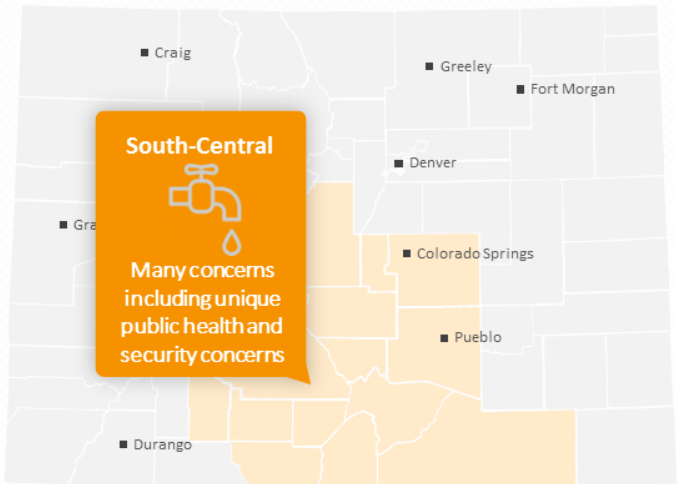 Craig
Greeley
Fort Morgan
South-Central
Denver
Gra
Colorado Springs
Many concerns
including unique
public health and
security concerns
Pueblo
Durango